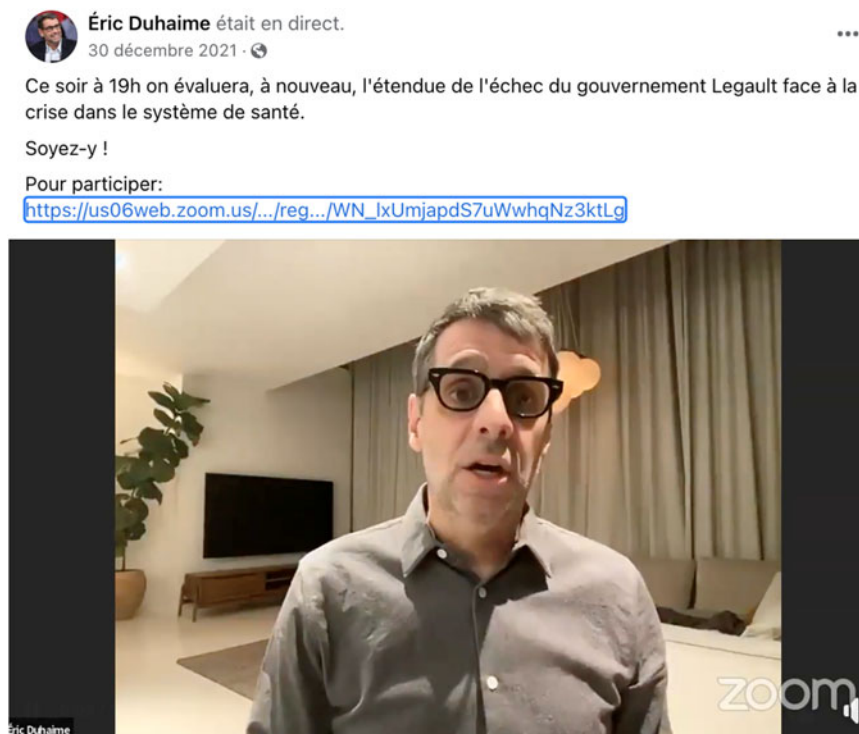 Éric Duhaime était en direct.
30 décembre 2021 ·
Ce soir à 19h on évaluera, à nouveau, l'étendue de l'échec du gouvernement Legault face à la
crise dans le système de santé.
Soyez-y !
Pour participer:
https://us06web.zoom.us/.../reg.../WN_lxUmjapdS7uWwhqNz3ktLg
zoom
Éric Duhaime